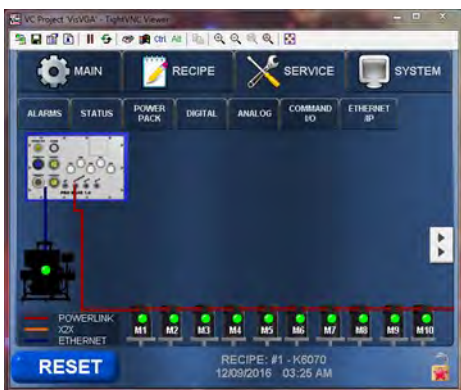 VC Project 'VisVGA' - TightVNC Viewer
Ctrl Alt
MAIN RECIPE SERVICE SYSTEM
ALARMS STATUS POWER PACK DIGITAL ANALOG COMMAND I/O ETHERNET /IP
POWERLINK
X2X
ETHERNET
M1 M2 M3 M4 M5 M6 M7 M8 M9 M10
RESET
RECIPE: #1 - K6070
12/09/2016 03:25 AM